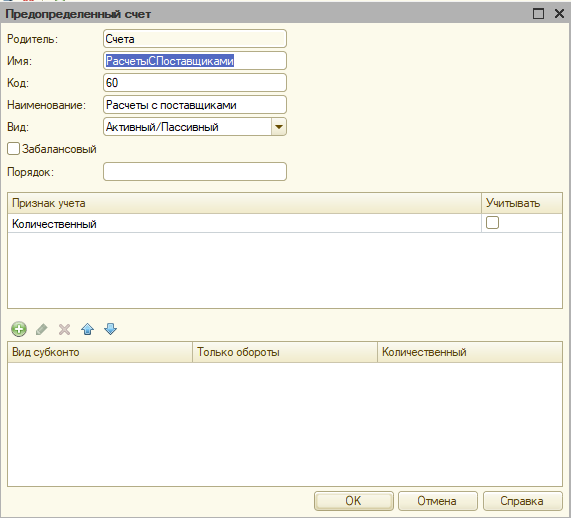 Предопределенный счет
Родитель: Счета
Имя: РасчетыСПоставщиками
Код: 60
Наименование: Расчеты с поставщиками
Вид: Активный/Пассивный
Забалансовый
Порядок:
Признак учета Учитывать
Количественный
Вид субконто Только обороты Количественный
OK Отмена Справка